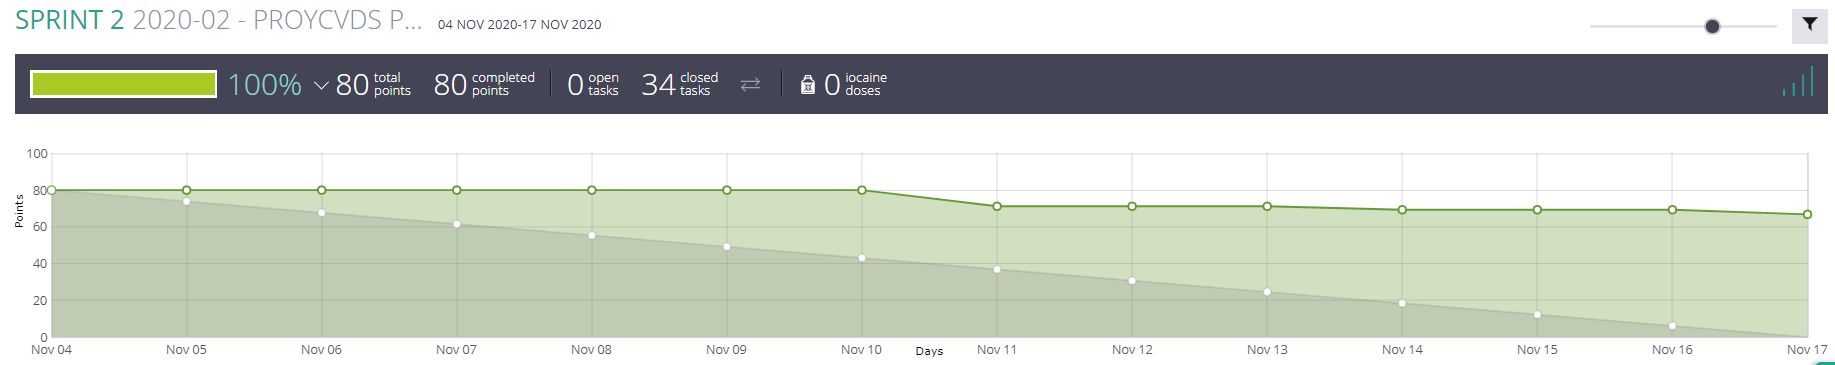 SPRINT 2 2020-02 - PROYCVDS P... 04 NOV 2020-17 NOV 2020
100% 80 total points 80 completed points 0 open tasks 34 closed tasks 0 iocaine doses
100
80
60
40
20
0
Points
Nov 04 Nov 05 Nov 06 Nov 07 Nov 08 Nov 09 Nov 10 Nov 11 Nov 12 Nov 13 Nov 14 Nov 15 Nov 16 Nov 17
Days